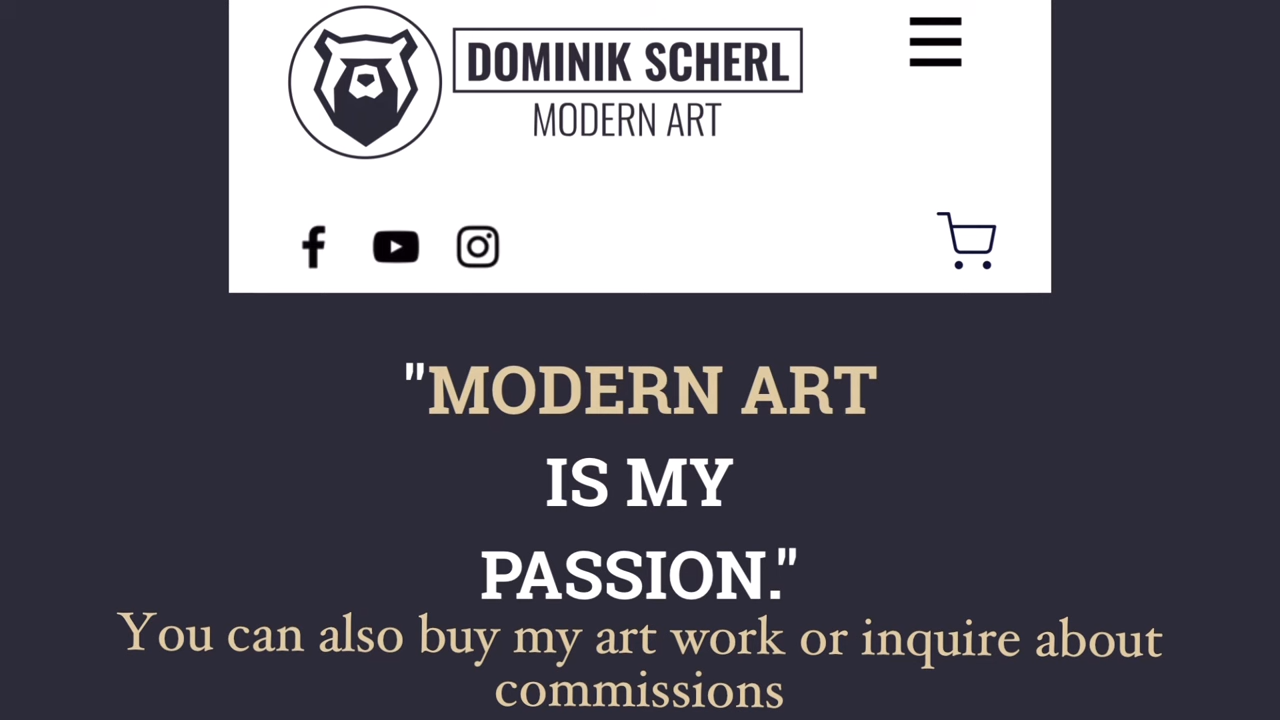 DOMINIK SCHERL
MODERN ART
"MODERN ART
IS MY
PASSION."
You can also buy my art work or inquire about
commissions